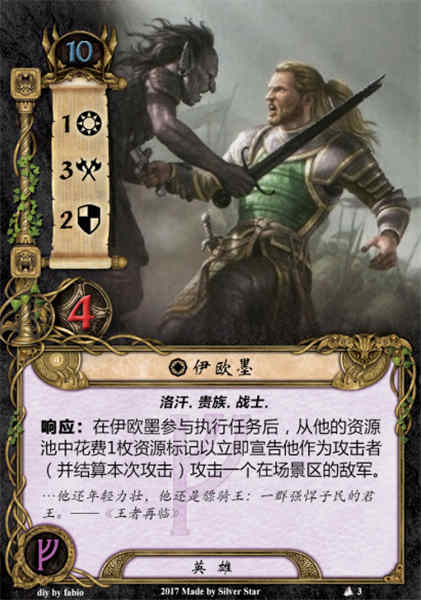 10
1
3
2
4
伊欧墨
洛汗. 贵族. 战士.
响应：在伊欧墨参与执行任务后，从他的资源
池中花费1枚资源标记以立即宣告他作为攻击者
（并结算本次攻击）攻击一个在场景区的敌军。
…他还年轻力壮，他还是骠骑王：一群强悍子民的君
王。——《王者再临》
英 雄
diy by fabio
2017 Made by Silver Star
3